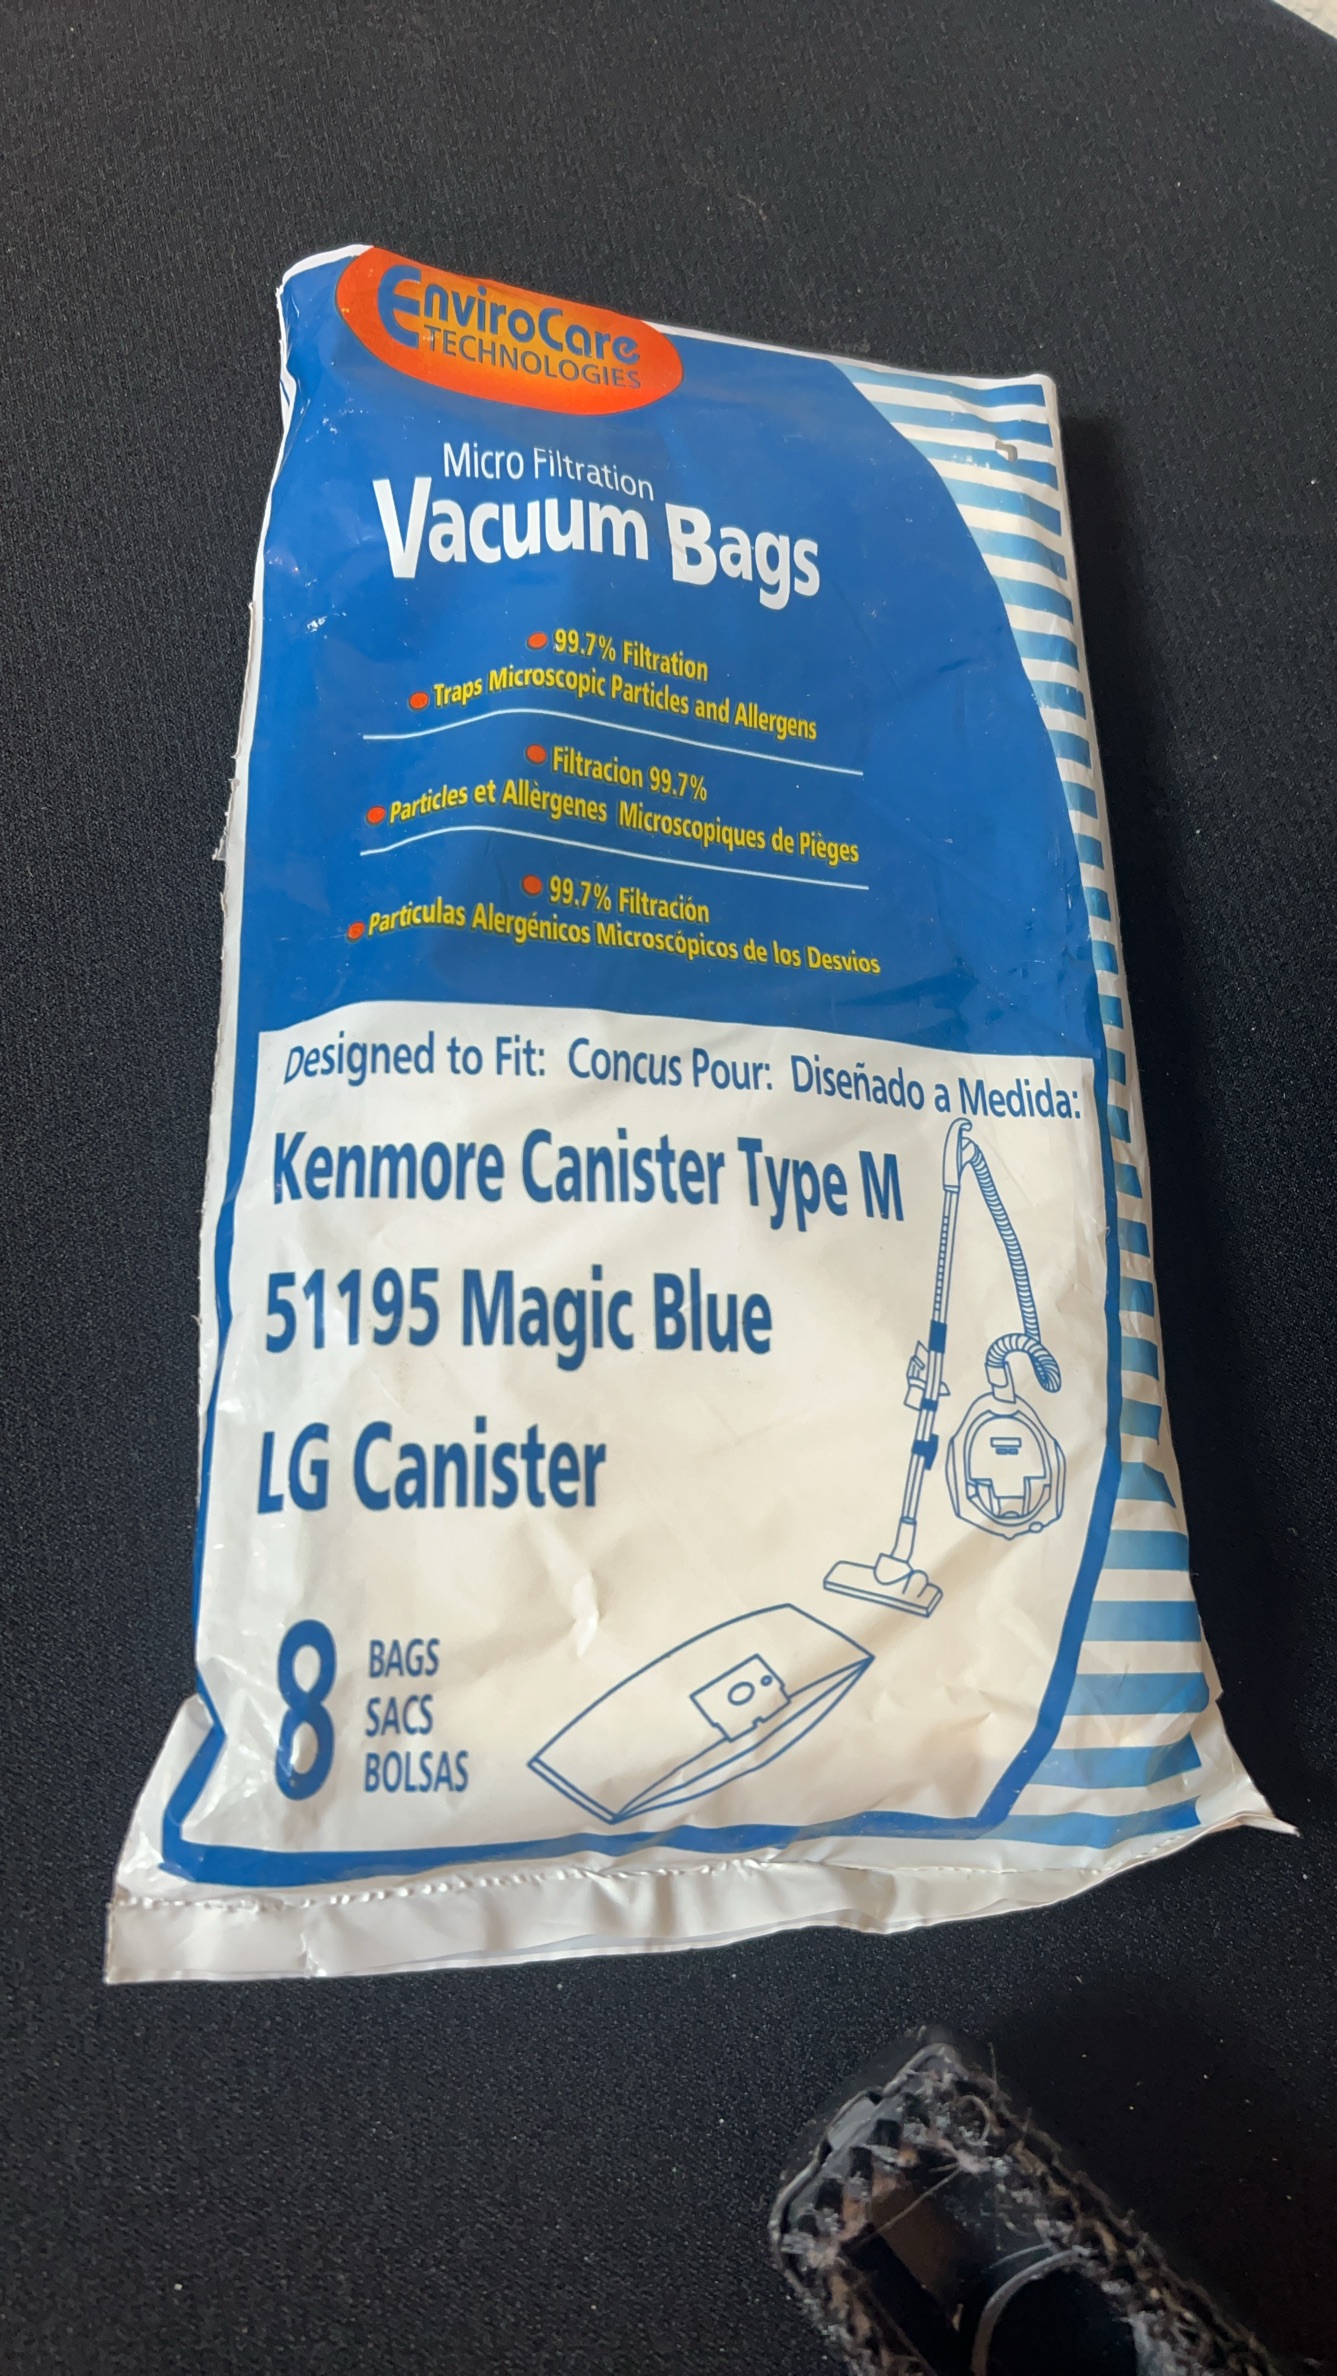 EnviroCare
TECHNOLOGIES
Micro Filtration
Vacuum Bags
99.7% Filtration
Traps Microscopic Particles and Allergens
Filtracion 99.7%
Particles et Allèrgenes Microscopiques de Pièges
99.7% Filtración
Particulas Alergénicos Microscópicos de los Desvios
Designed to Fit: Concus Pour: Diseñado a Medida:
Kenmore Canister Type M
51195 Magic Blue
LG Canister
8
BAGS
SACS
BOLSAS